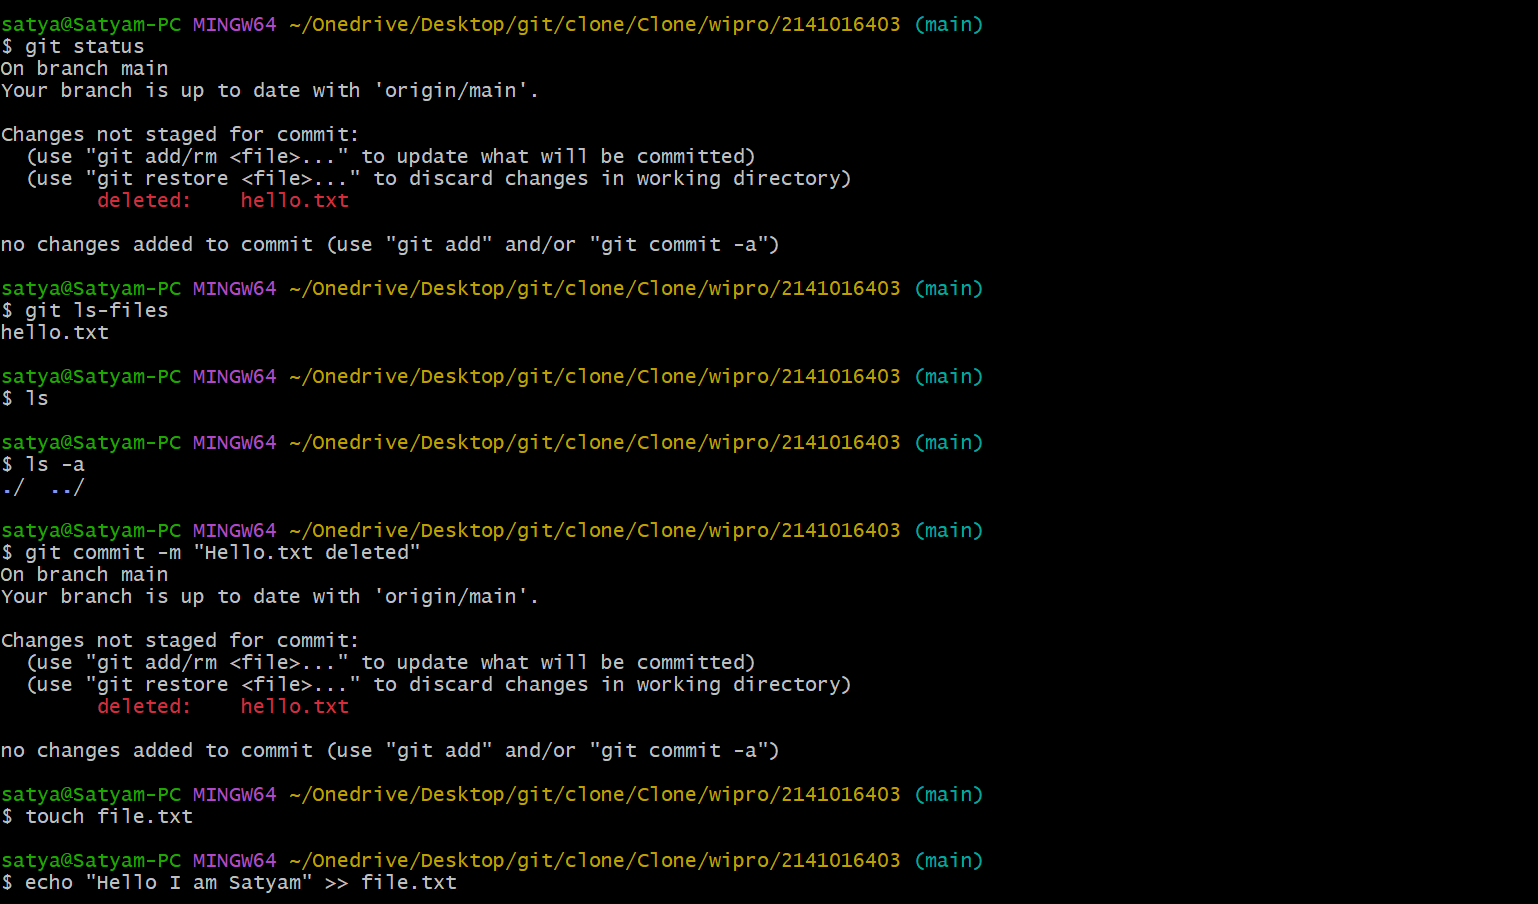 satya@Satyam-PC MINGW64 ~/Onedrive/Desktop/git/clone/Clone/wipro/2141016403 (main)
$ git status
On branch main
Your branch is up to date with 'origin/main'.

Changes not staged for commit:
  (use "git add/rm <file>..." to update what will be committed)
  (use "git restore <file>..." to discard changes in working directory)
        deleted:    hello.txt

no changes added to commit (use "git add" and/or "git commit -a")

satya@Satyam-PC MINGW64 ~/Onedrive/Desktop/git/clone/Clone/wipro/2141016403 (main)
$ git ls-files
hello.txt

satya@Satyam-PC MINGW64 ~/Onedrive/Desktop/git/clone/Clone/wipro/2141016403 (main)
$ ls

satya@Satyam-PC MINGW64 ~/Onedrive/Desktop/git/clone/Clone/wipro/2141016403 (main)
$ ls -a
./  ../

satya@Satyam-PC MINGW64 ~/Onedrive/Desktop/git/clone/Clone/wipro/2141016403 (main)
$ git commit -m "Hello.txt deleted"
On branch main
Your branch is up to date with 'origin/main'.

Changes not staged for commit:
  (use "git add/rm <file>..." to update what will be committed)
  (use "git restore <file>..." to discard changes in working directory)
        deleted:    hello.txt

no changes added to commit (use "git add" and/or "git commit -a")

satya@Satyam-PC MINGW64 ~/Onedrive/Desktop/git/clone/Clone/wipro/2141016403 (main)
$ touch file.txt

satya@Satyam-PC MINGW64 ~/Onedrive/Desktop/git/clone/Clone/wipro/2141016403 (main)
$ echo "Hello I am Satyam" >> file.txt